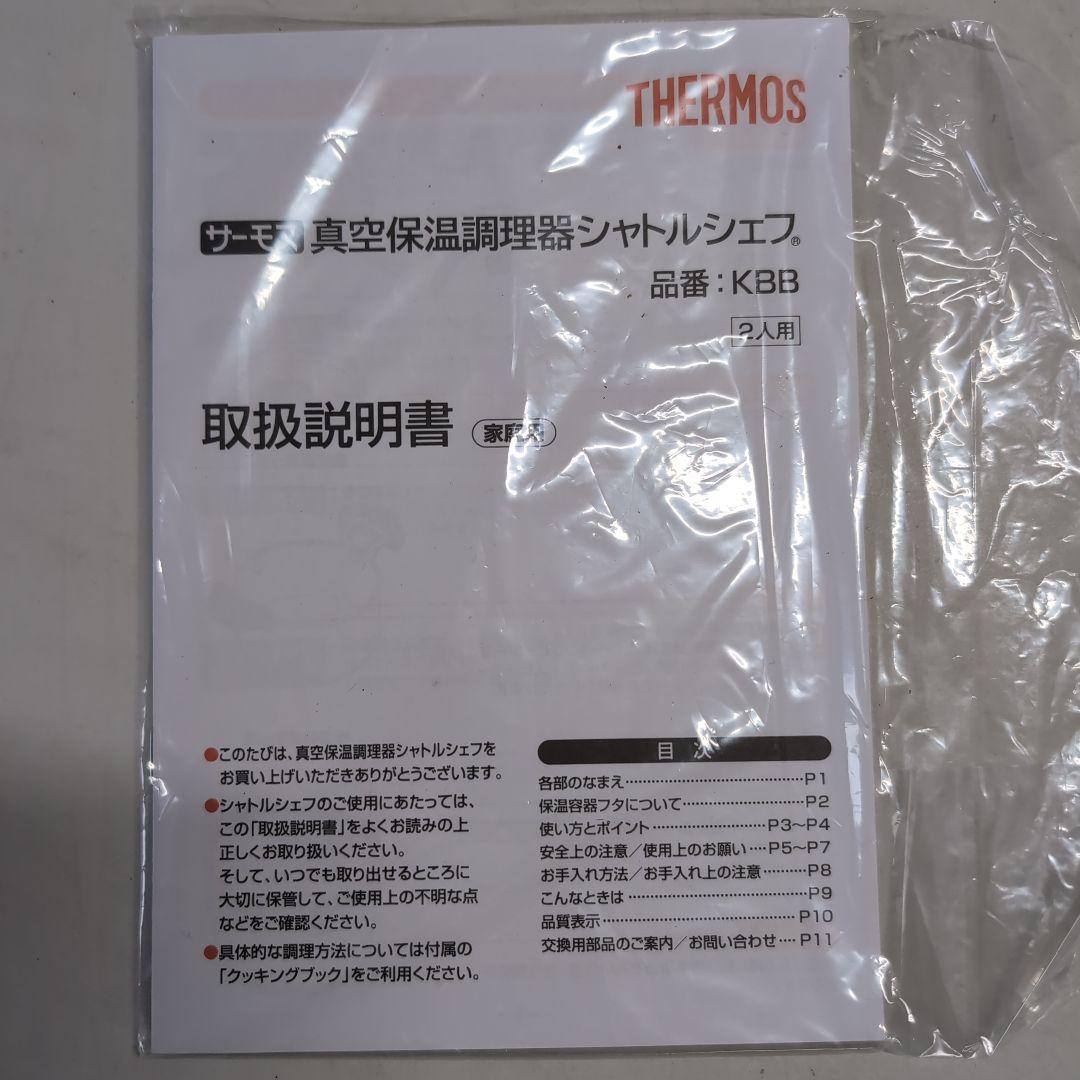 THERMOS
サーモス 真空保温調理器シャトルシェフ®
品番：KBB
2人用
取扱説明書 家庭用
●このたびは、真空保温調理器シャトルシェフを
お買い上げいただきありがとうございます。
●シャトルシェフのご使用にあたっては、
この「取扱説明書」をよくお読みの上
正しくお取り扱いください。
そして、いつでも取り出せるところに
大切に保管して、ご使用上の不明な点
などをご確認ください。
●具体的な調理方法については付属の
「クッキングブック」をご利用ください。
目 次
各部のなまえ…………………………P1
保温容器フタについて………………P2
使い方とポイント………………P3〜P4
安全上の注意／使用上のお願い…P5〜P7
お手入れ方法／お手入れ上の注意………P8
こんなときは…………………………P9
品質表示……………………………P10
交換用部品のご案内／お問い合わせ…P11